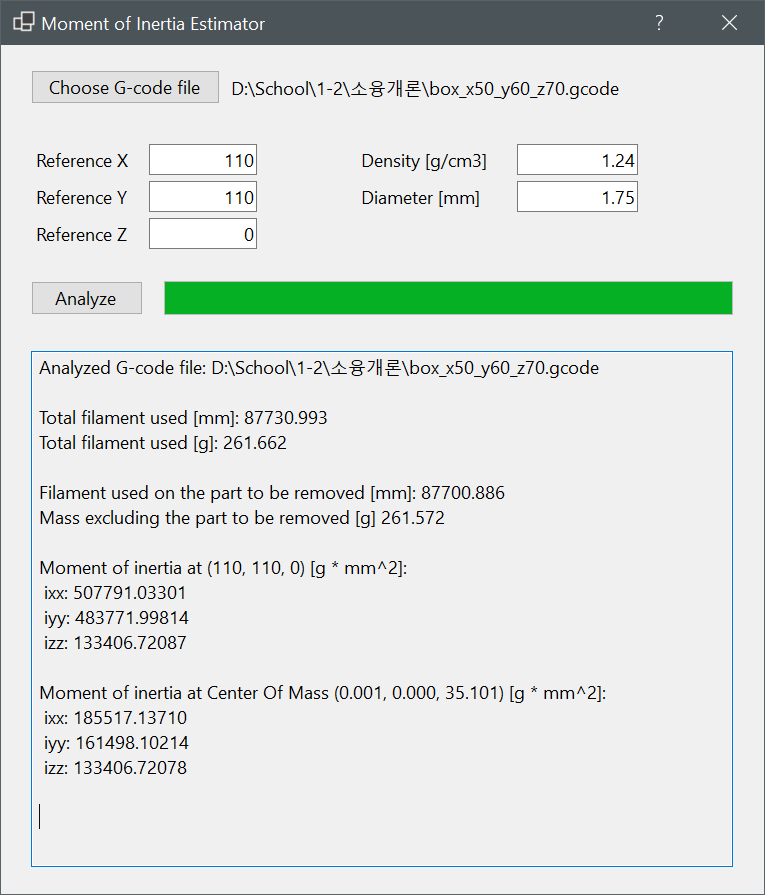 Moment of Inertia Estimator
Choose G-code file D:\School\1-2\소융개론\box_x50_y60_z70.gcode
Reference X 110 Density [g/cm3] 1.24
Reference Y 110 Diameter [mm] 1.75
Reference Z 0
Analyze
Analyzed G-code file: D:\School\1-2\소융개론\box_x50_y60_z70.gcode
Total filament used [mm]: 87730.993
Total filament used [g]: 261.662
Filament used on the part to be removed [mm]: 87700.886
Mass excluding the part to be removed [g] 261.572
Moment of inertia at (110, 110, 0) [g * mm^2]:
ixx: 507791.03301
iyy: 483771.99814
izz: 133406.72087
Moment of inertia at Center Of Mass (0.001, 0.000, 35.101) [g * mm^2]:
ixx: 185517.13710
iyy: 161498.10214
izz: 133406.72078